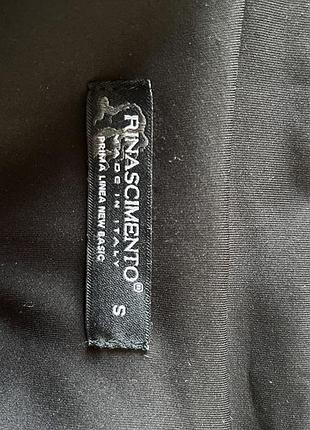 RINASCIMENTO®
MADE IN ITALY
PRIMA LINEA NEW BASIC
S